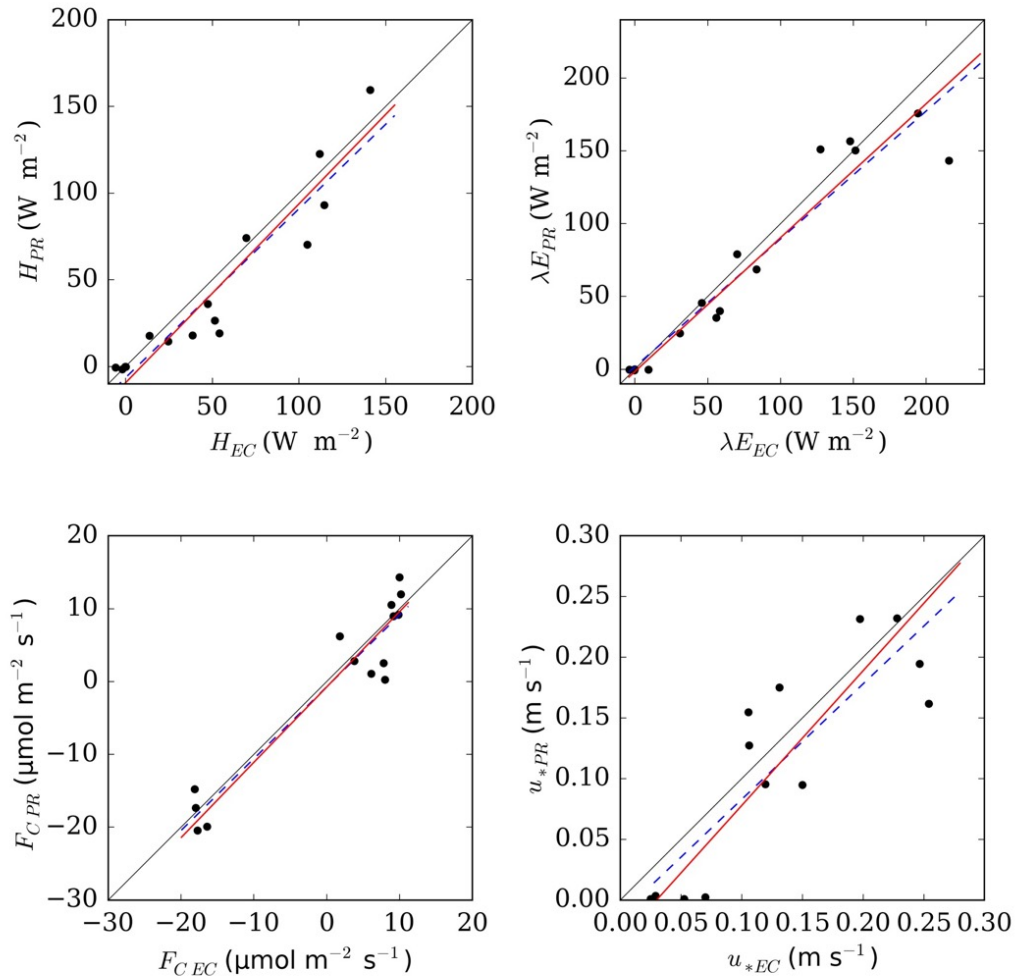 200
150
100
50
0
H_PR (W m⁻²)
0 50 100 150 200
H_EC (W m⁻²)
200
150
100
50
0
λE_PR (W m⁻²)
0 50 100 150 200
λE_EC (W m⁻²)
20
10
0
−10
−20
−30
F_C PR (μmol m⁻² s⁻¹)
−30 −20 −10 0 10 20
F_C EC (μmol m⁻² s⁻¹)
0.30
0.25
0.20
0.15
0.10
0.05
0.00
u_*PR (m s⁻¹)
0.00 0.05 0.10 0.15 0.20 0.25 0.30
u_*EC (m s⁻¹)